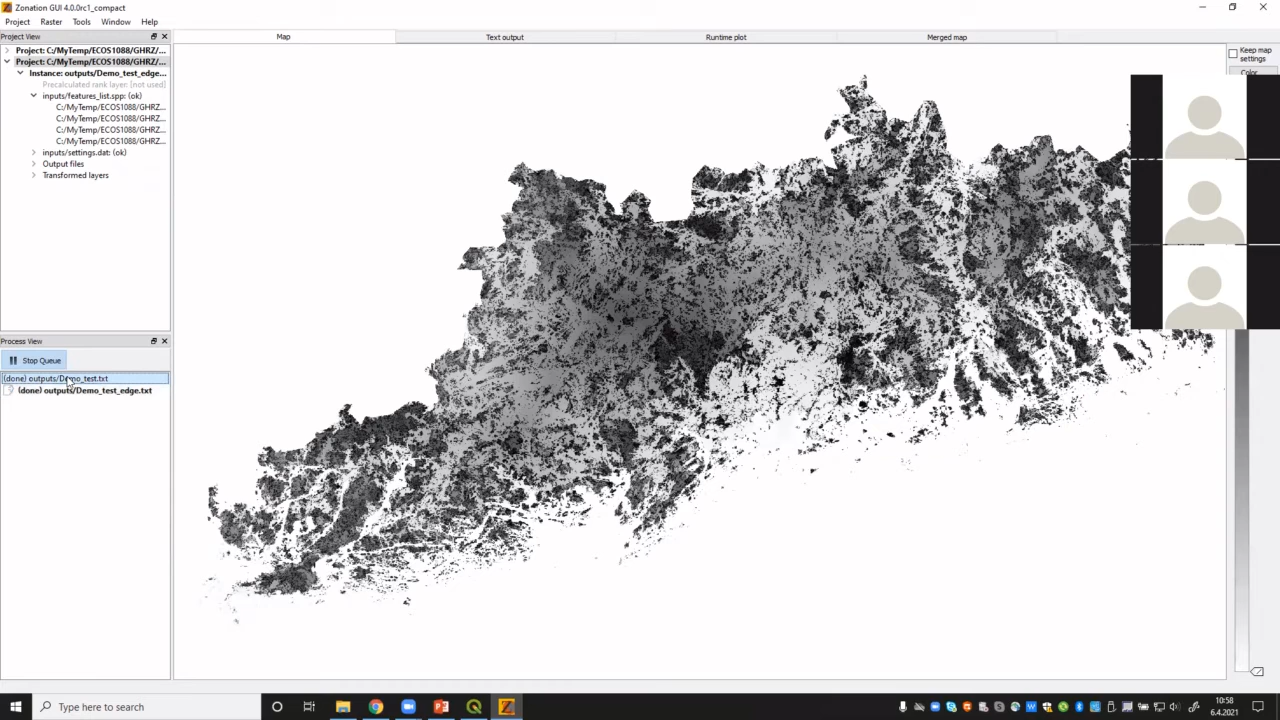 Zonation GUI 4.0.0rc1_compact
Project Raster Tools Window Help
Project View
Project: C:/MyTemp/ECOS1088/GHRZ/...
Project: C:/MyTemp/ECOS1088/GHRZ/...
Instance: outputs/Demo_test_edge...
Precalculated rank layer: [not used]
inputs/features_list.spp: (ok)
C:/MyTemp/ECOS1088/GHRZ...
C:/MyTemp/ECOS1088/GHRZ...
C:/MyTemp/ECOS1088/GHRZ...
C:/MyTemp/ECOS1088/GHRZ...
inputs/settings.dat: (ok)
Output files
Transformed layers
Map Text output Runtime plot Merged map
Keep map
settings
Color
Process View
Stop Queue
(done) outputs/Demo_test.txt
(done) outputs/Demo_test_edge.txt
Type here to search
10:58
6.4.2021